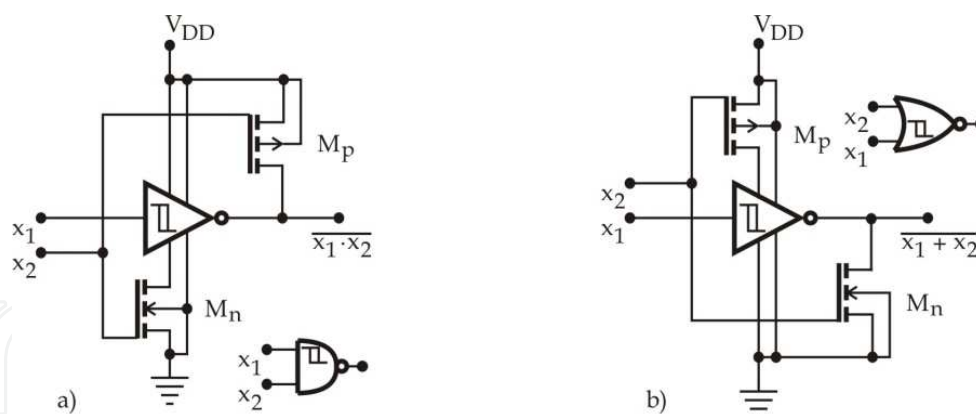 V_DD
M_p
x_1
x_2
\overline{x_1·x_2}
M_n
x_1
x_2
a)
V_DD
M_p
x_2
x_1
x_2
x_1
\overline{x_1 + x_2}
M_n
b)